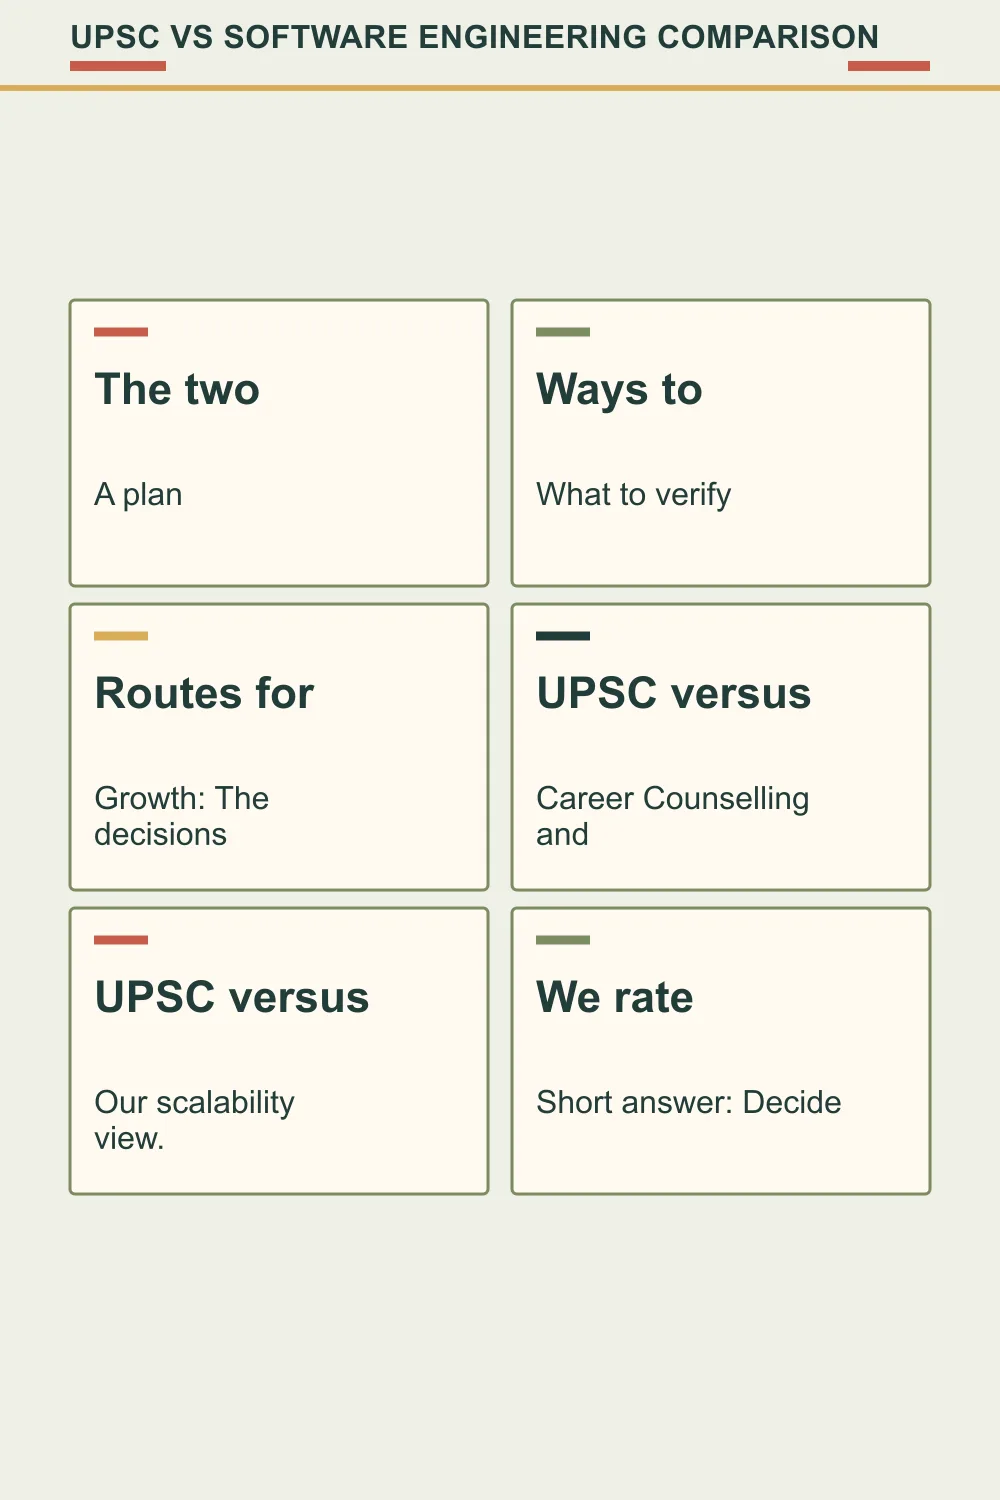 UPSC VS SOFTWARE ENGINEERING COMPARISON
The two
A plan
Ways to
What to verify
Routes for
Growth: The
decisions
UPSC versus
Career Counselling
and
UPSC versus
Our scalability
view.
We rate
Short answer: Decide